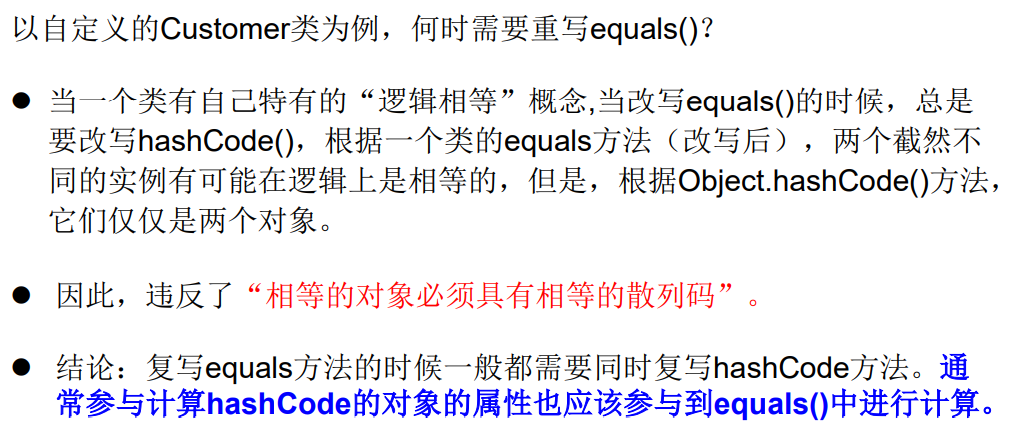 以自定义的Customer类为例，何时需要重写equals()？
● 当一个类有自己特有的“逻辑相等”概念,当改写equals()的时候，总是
要改写hashCode()，根据一个类的equals方法（改写后），两个截然不
同的实例有可能在逻辑上是相等的，但是，根据Object.hashCode()方法，
它们仅仅是两个对象。
● 因此，违反了“相等的对象必须具有相等的散列码”。
● 结论：复写equals方法的时候一般都需要同时复写hashCode方法。通
常参与计算hashCode的对象的属性也应该参与到equals()中进行计算。